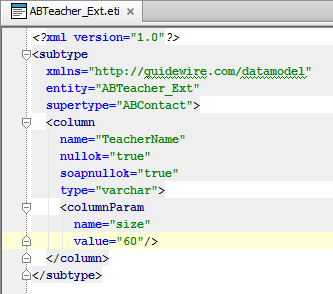 ABTeacher_Ext.eti
<?xml version="1.0"?>
<subtype
xmlns="http://guidewire.com/datamodel"
entity="ABTeacher_Ext"
supertype="ABContact">
<column
name="TeacherName"
nullok="true"
soapnullok="true"
type="varchar">
<columnParam
name="size"
value="60"/>
</column>
</subtype>